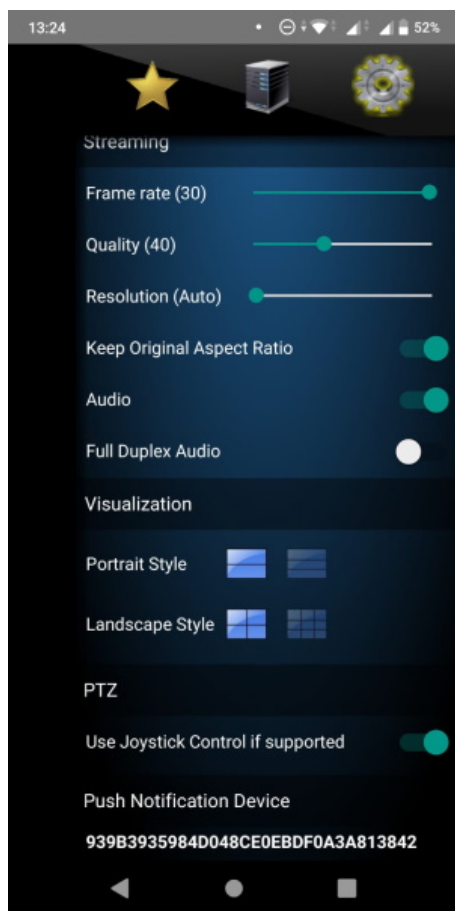 13:24
52%
Streaming
Frame rate (30)
Quality (40)
Resolution (Auto)
Keep Original Aspect Ratio
Audio
Full Duplex Audio
Visualization
Portrait Style
Landscape Style
PTZ
Use Joystick Control if supported
Push Notification Device
939B3935984D048CE0EBDF0A3A813842